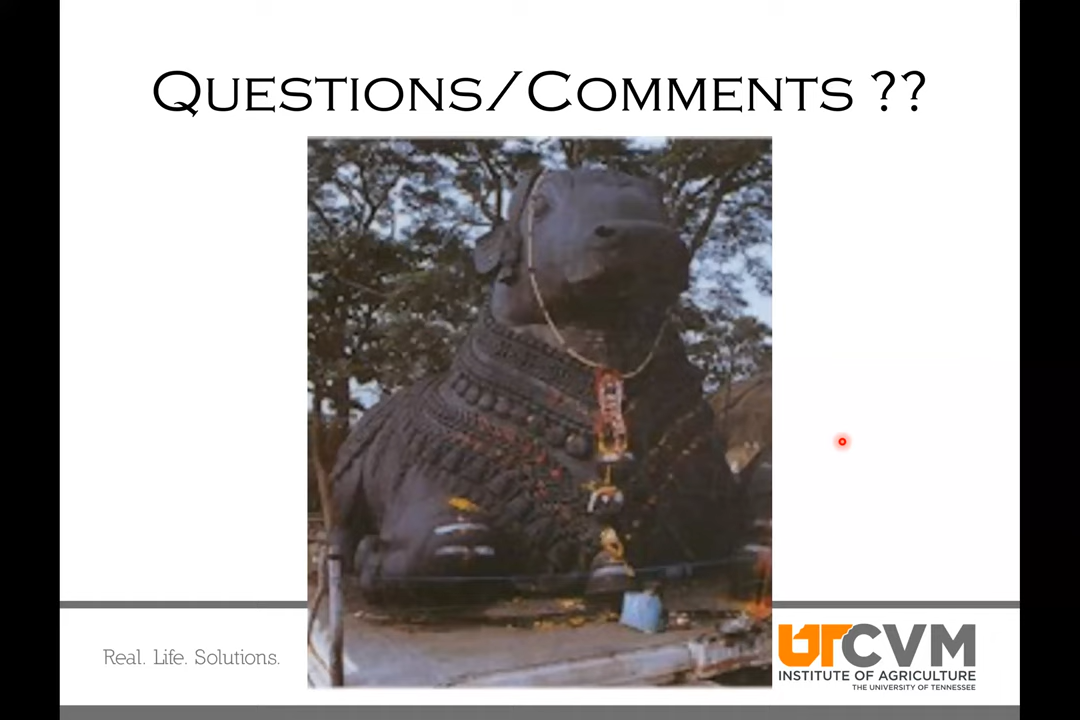 QUESTIONS/COMMENTS ??
Real. Life. Solutions.
UTCVM
INSTITUTE OF AGRICULTURE
THE UNIVERSITY OF TENNESSEE